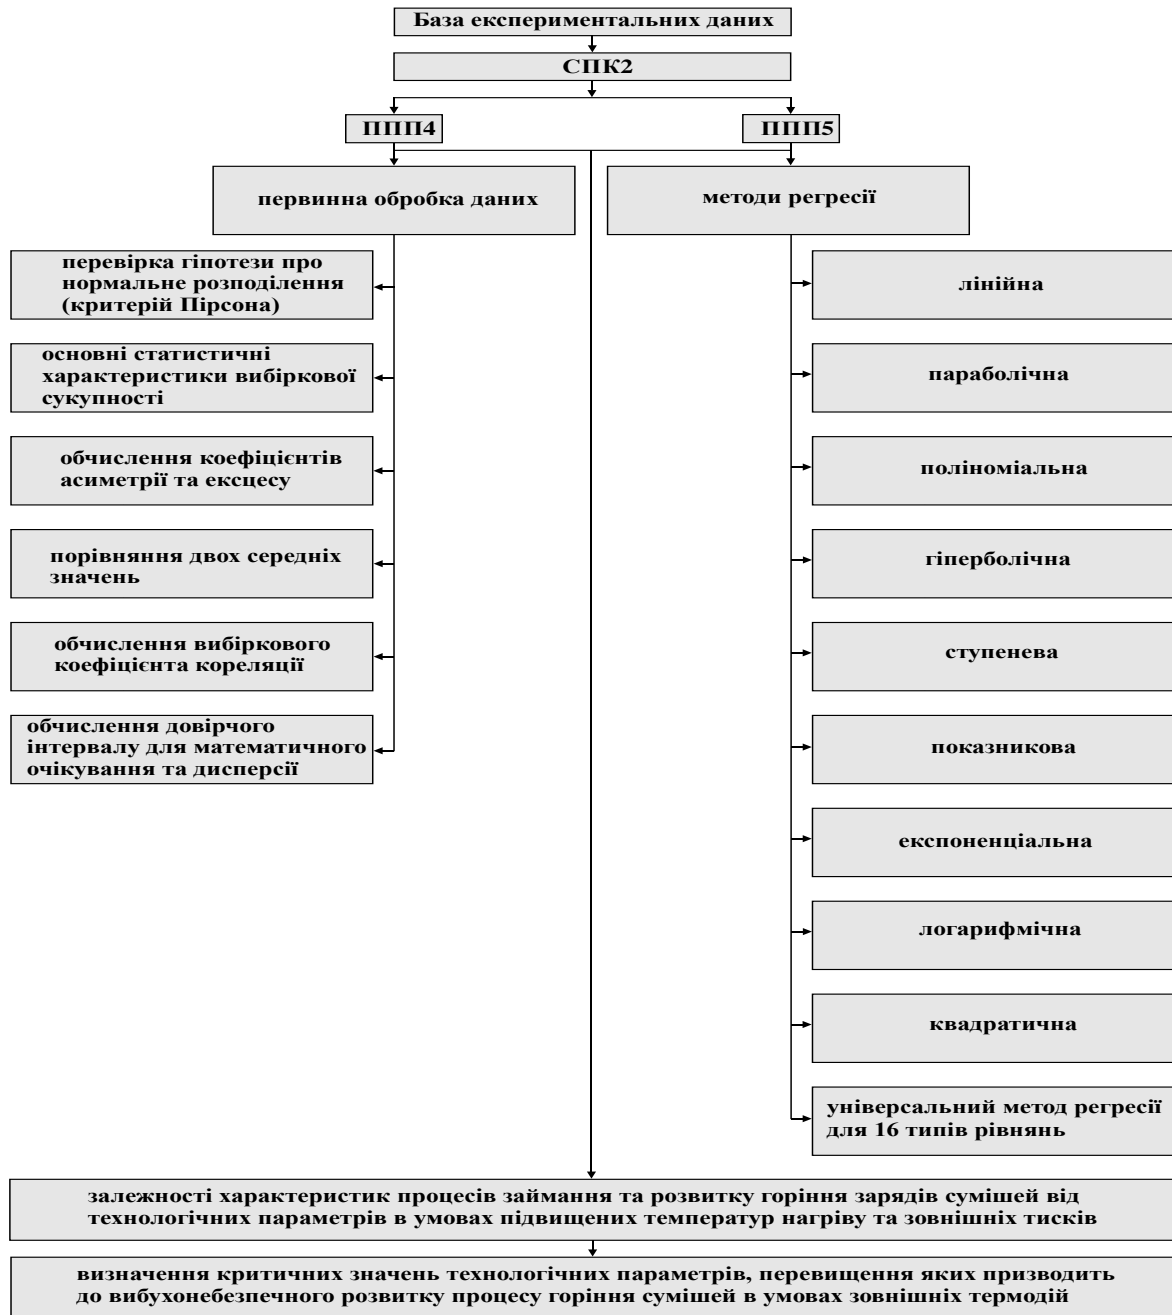 База експериментальних даних
СПК2
ППП4
ППП5
первинна обробка даних
методи регресії
перевірка гіпотези про
нормальне розподілення
(критерій Пірсона)
основні статистичні
характеристики вибіркової
сукупності
обчислення коефіцієнтів
асиметрії та ексцесу
порівняння двох середніх
значень
обчислення вибіркового
коефіцієнта кореляції
обчислення довірчого
інтервалу для математичного
очікування та дисперсії
лінійна
параболічна
поліноміальна
гіперболічна
ступенева
показникова
експоненціальна
логарифмічна
квадратична
універсальний метод регресії
для 16 типів рівнянь
залежності характеристик процесів займання та розвитку горіння зарядів сумішей від
технологічних параметрів в умовах підвищених температур нагріву та зовнішніх тисків
визначення критичних значень технологічних параметрів, перевищення яких призводить
до вибухонебезпечного розвитку процесу горіння сумішей в умовах зовнішніх термодій